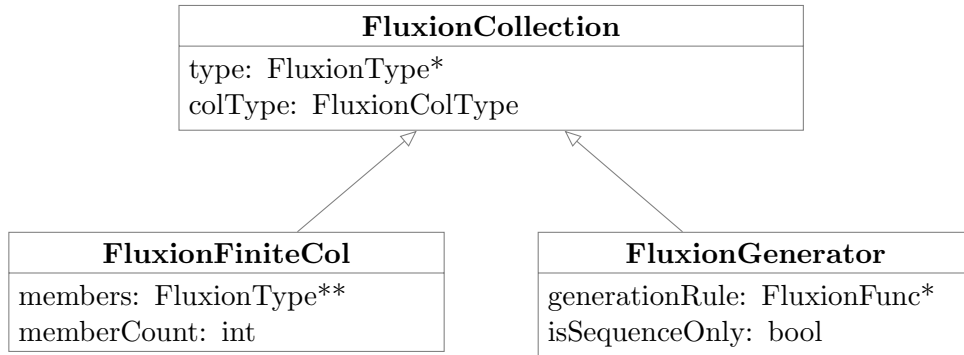 FluxionCollection
type: FluxionType*
colType: FluxionColType
FluxionFiniteCol
members: FluxionType**
memberCount: int
FluxionGenerator
generationRule: FluxionFunc*
isSequenceOnly: bool